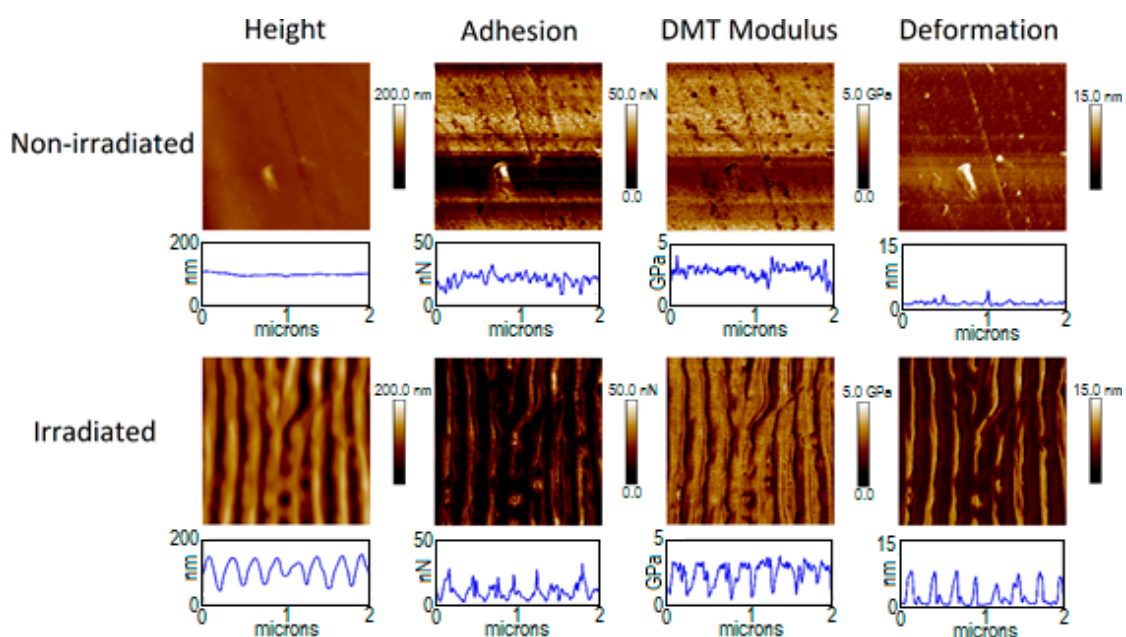 Height Adhesion DMT Modulus Deformation
Non-irradiated
200.0 nm 50.0 nN 5.0 GPa 15.0 nm
0.0 0.0
200 50 5 15
nm nN GPa nm
0 0 0 0
0 1 2 0 1 2 0 1 2 0 1 2
microns microns microns microns
Irradiated
200.0 nm 50.0 nN 5.0 GPa 15.0 nm
0.0 0.0
200 50 5 15
nm nN GPa nm
0 0 0 0
0 1 2 0 1 2 0 1 2 0 1 2
microns microns microns microns